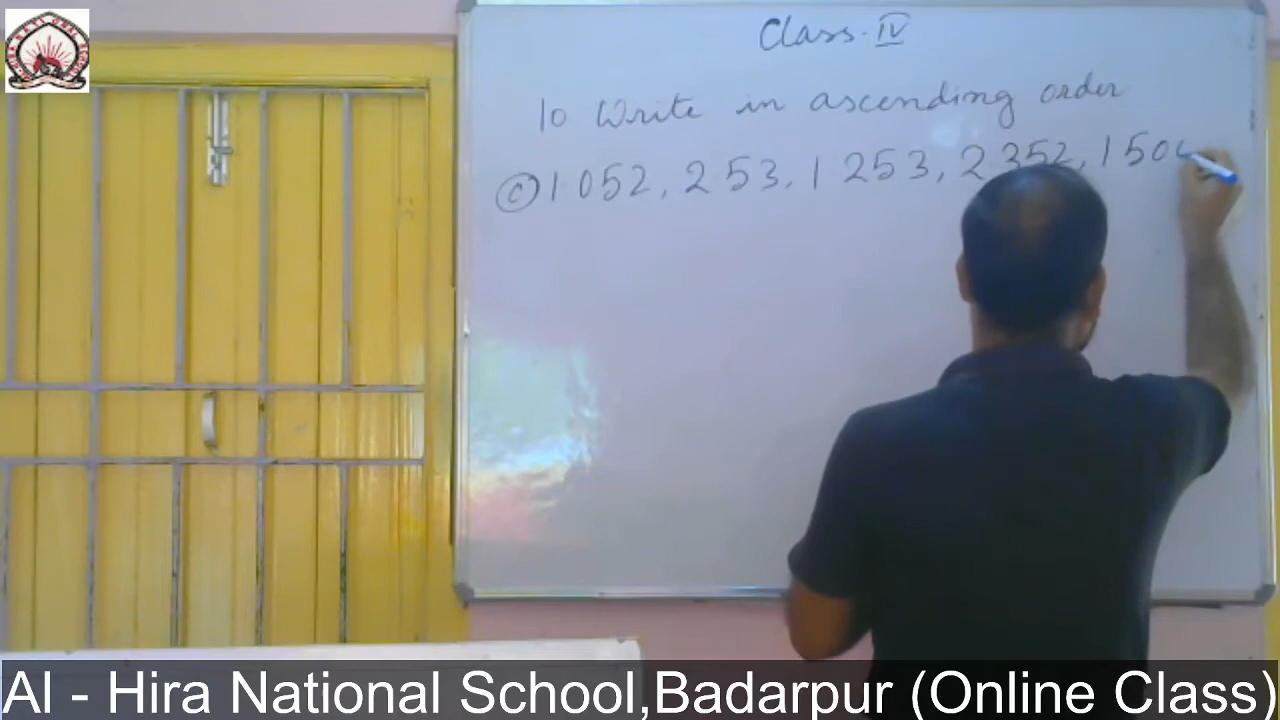 Class. IV
10 Write in ascending order
(c) 1052, 253, 1253, 2352, 150
Al - Hira National School,Badarpur (Online Class)